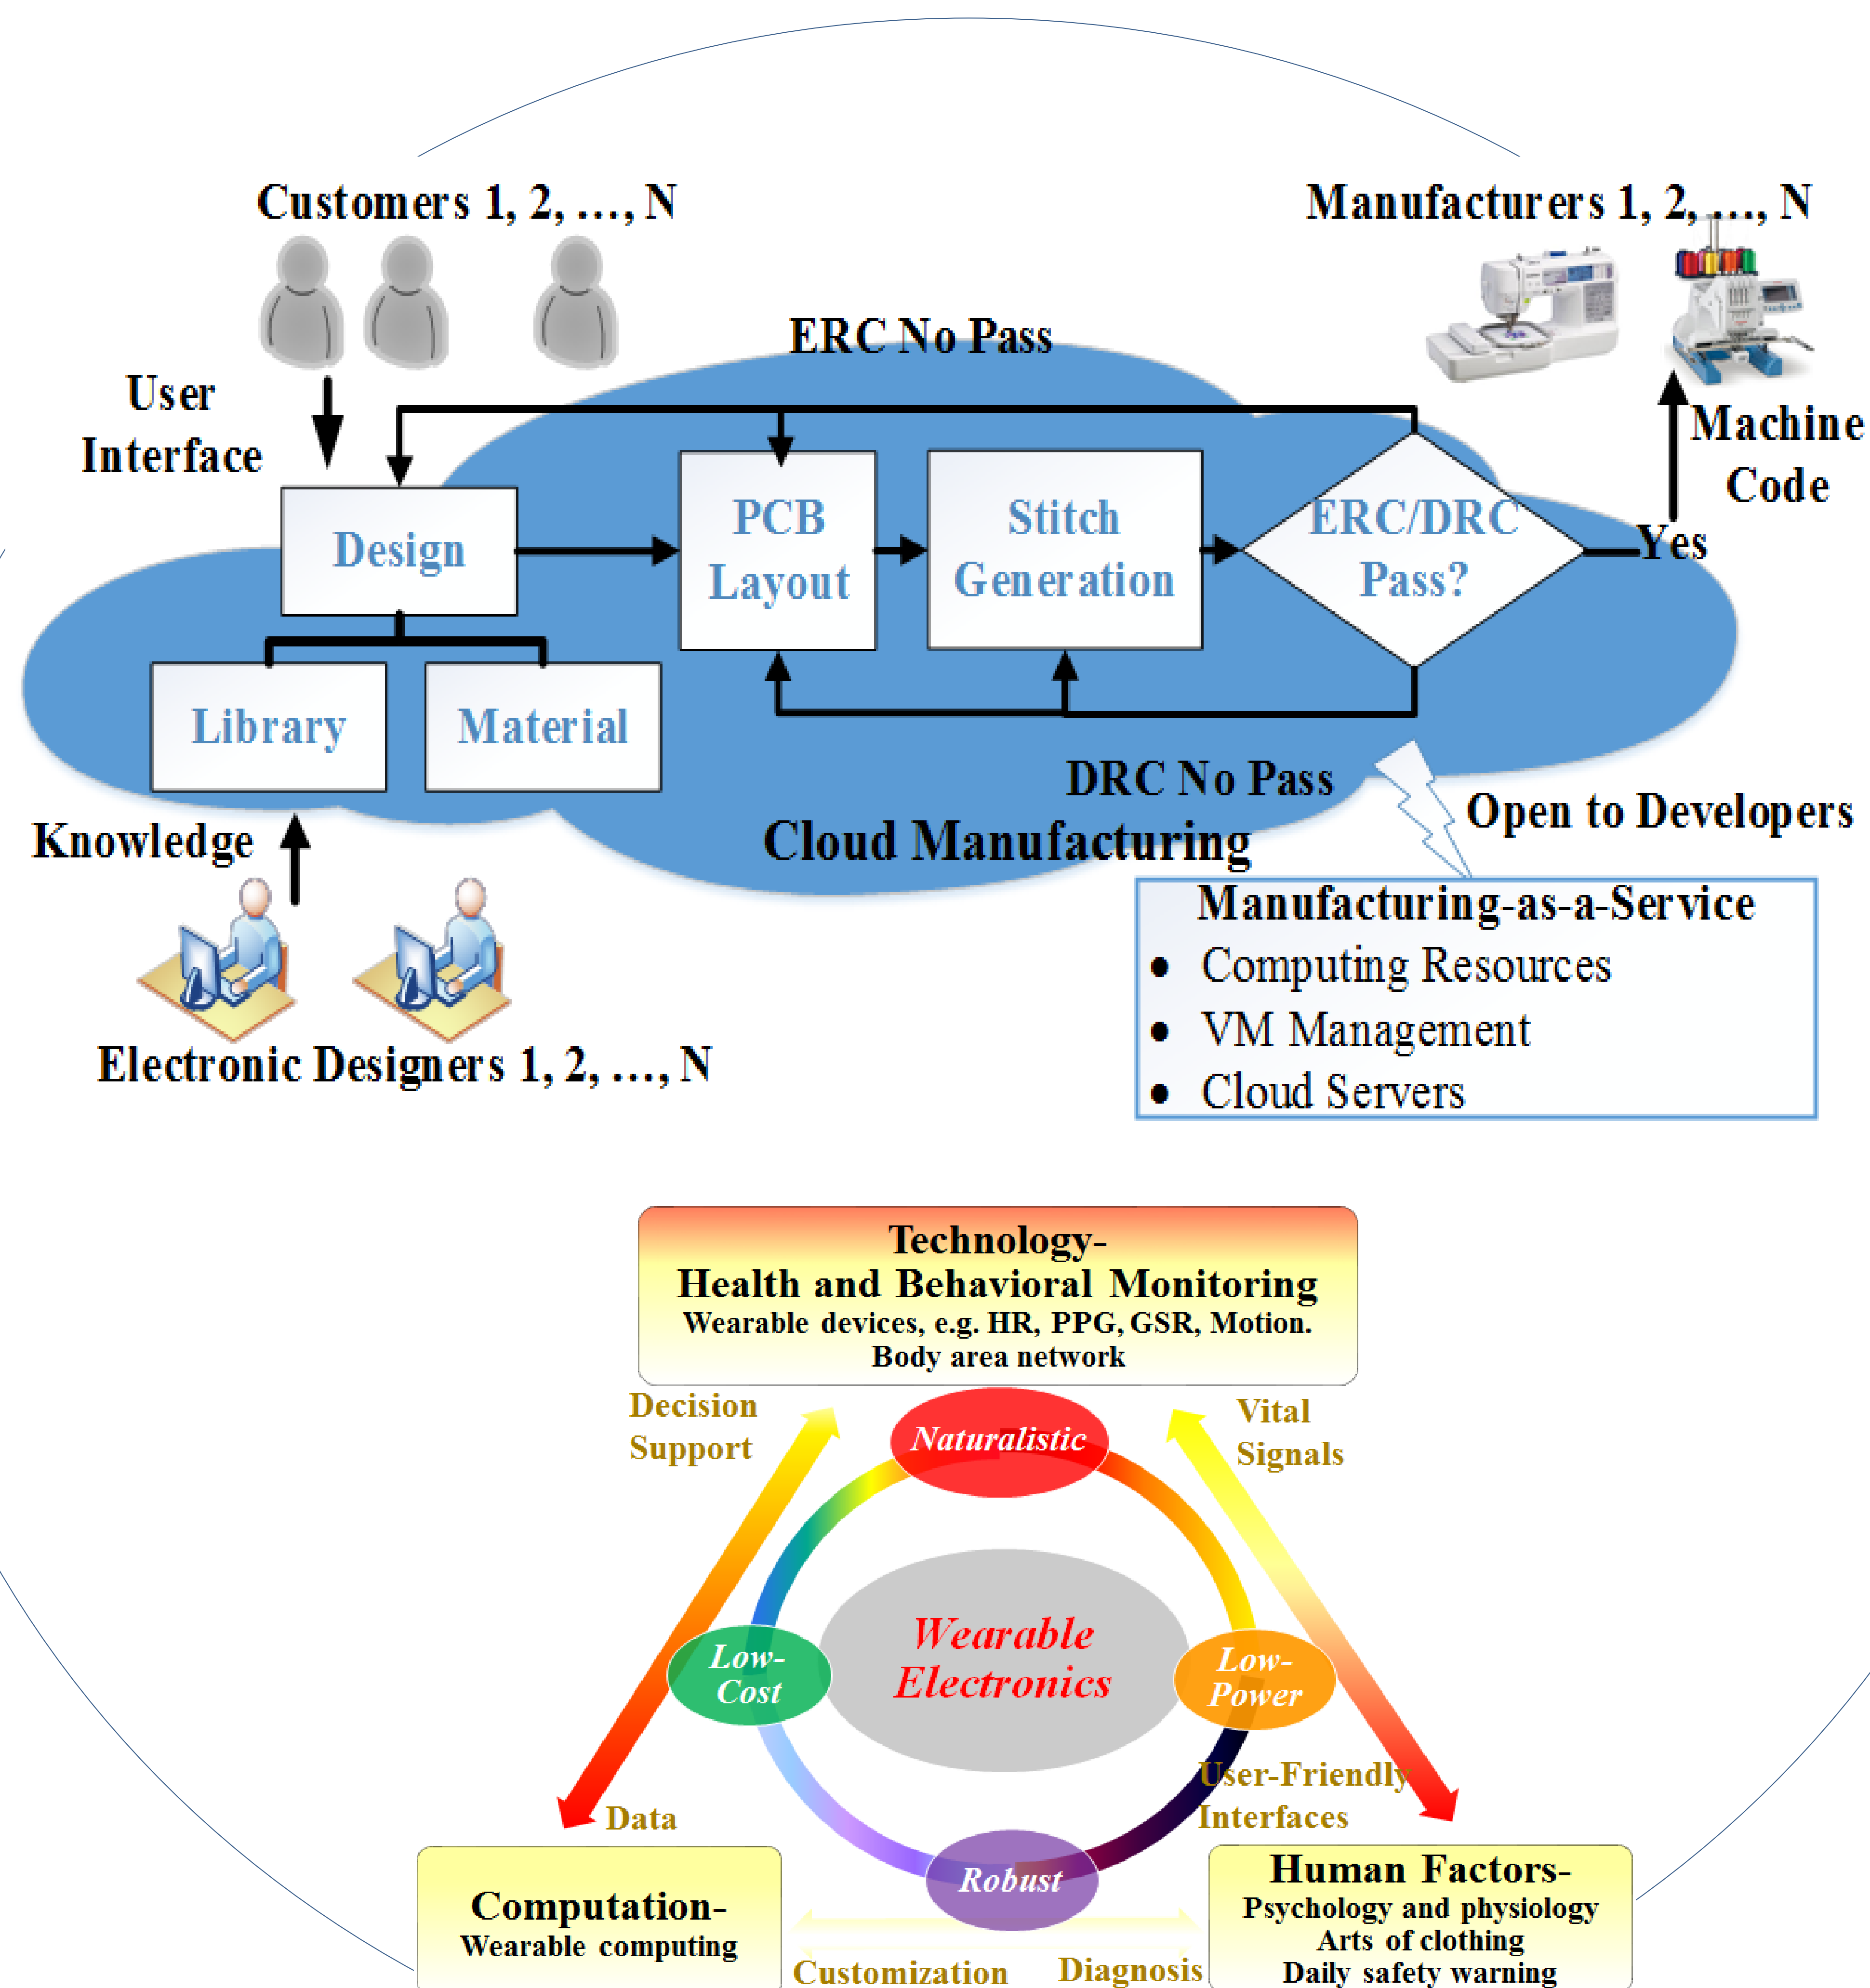 Customers 1, 2, …, N
Manufacturers 1, 2, …, N
User
Interface
ERC No Pass
Machine
Code
Design
PCB
Layout
Stitch
Generation
ERC/DRC
Pass?
Yes
Library
Material
DRC No Pass
Cloud Manufacturing
Open to Developers
Knowledge
Electronic Designers 1, 2, …, N
Manufacturing-as-a-Service
• Computing Resources
• VM Management
• Cloud Servers
Technology-
Health and Behavioral Monitoring
Wearable devices, e.g. HR, PPG, GSR, Motion.
Body area network
Decision
Support
Vital
Signals
Naturalistic
Wearable
Electronics
Low-
Cost
Low-
Power
User-Friendly
Interfaces
Data
Robust
Computation-
Wearable computing
Customization
Diagnosis
Human Factors-
Psychology and physiology
Arts of clothing
Daily safety warning